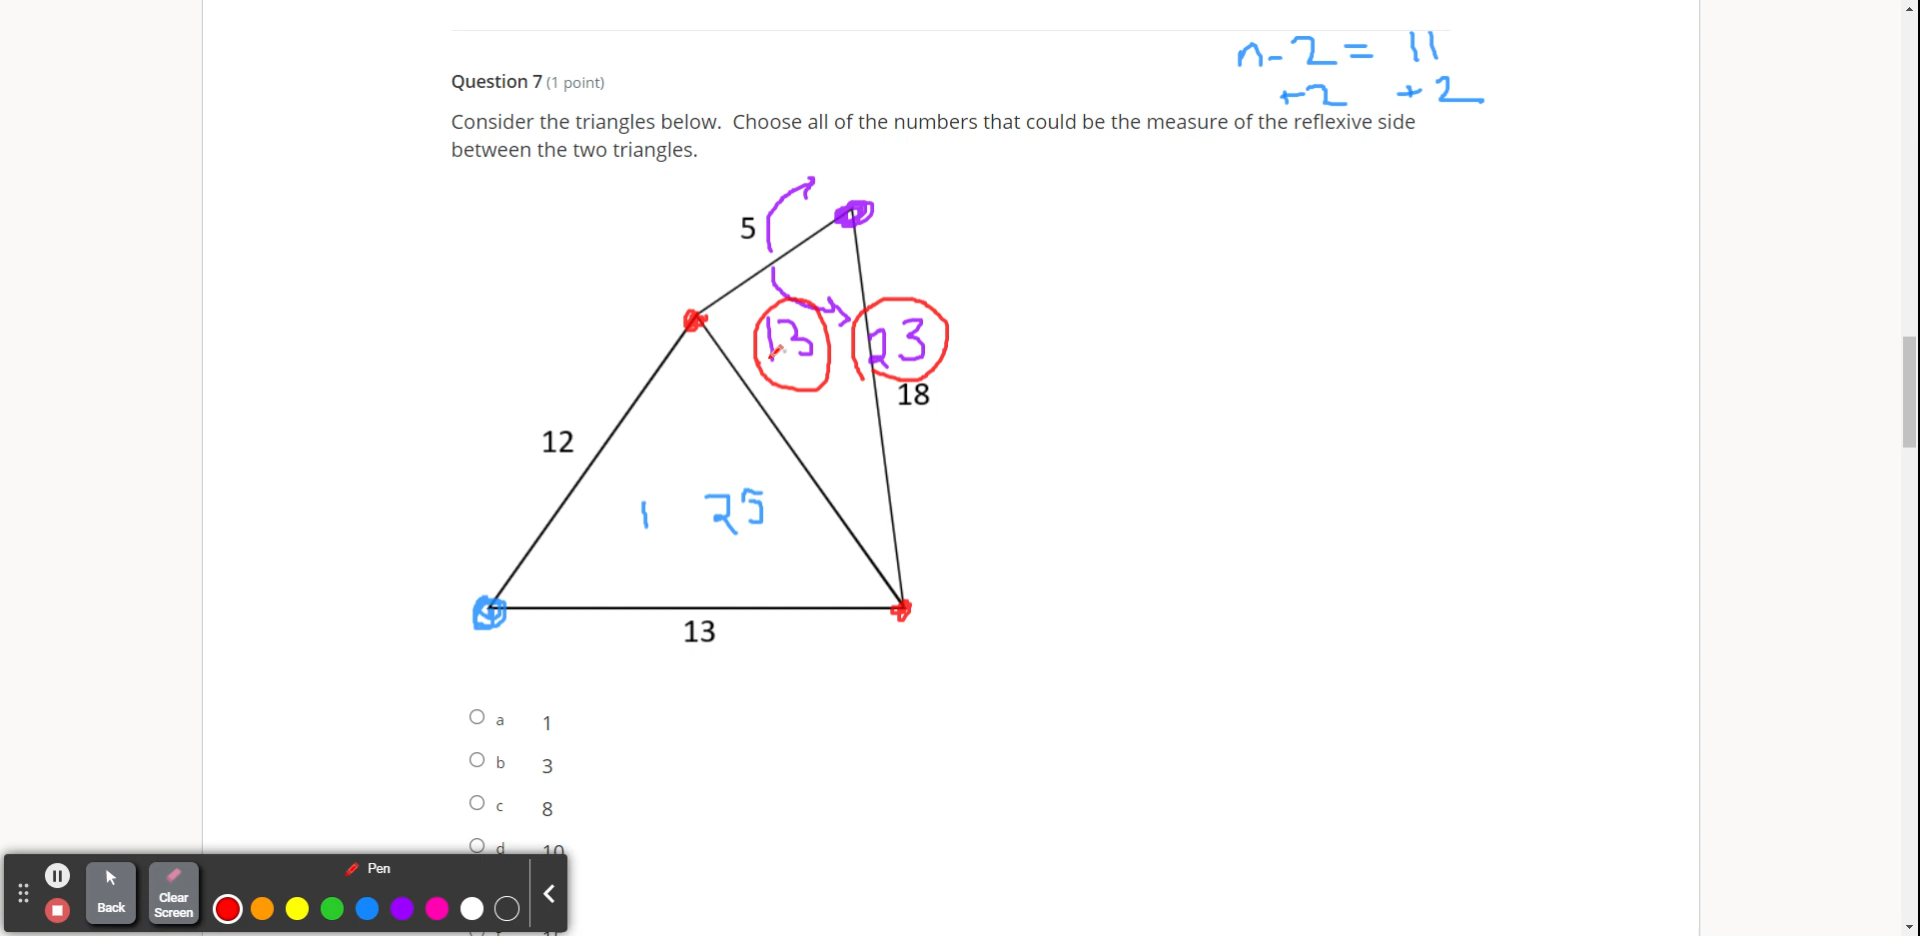 n-2= 11
+2 +2
Question 7 (1 point)
Consider the triangles below. Choose all of the numbers that could be the measure of the reflexive side
between the two triangles.
5
13 23
18
12
1 25
13
a 1
b 3
c 8
d 10
Pen
Back
Clear
Screen